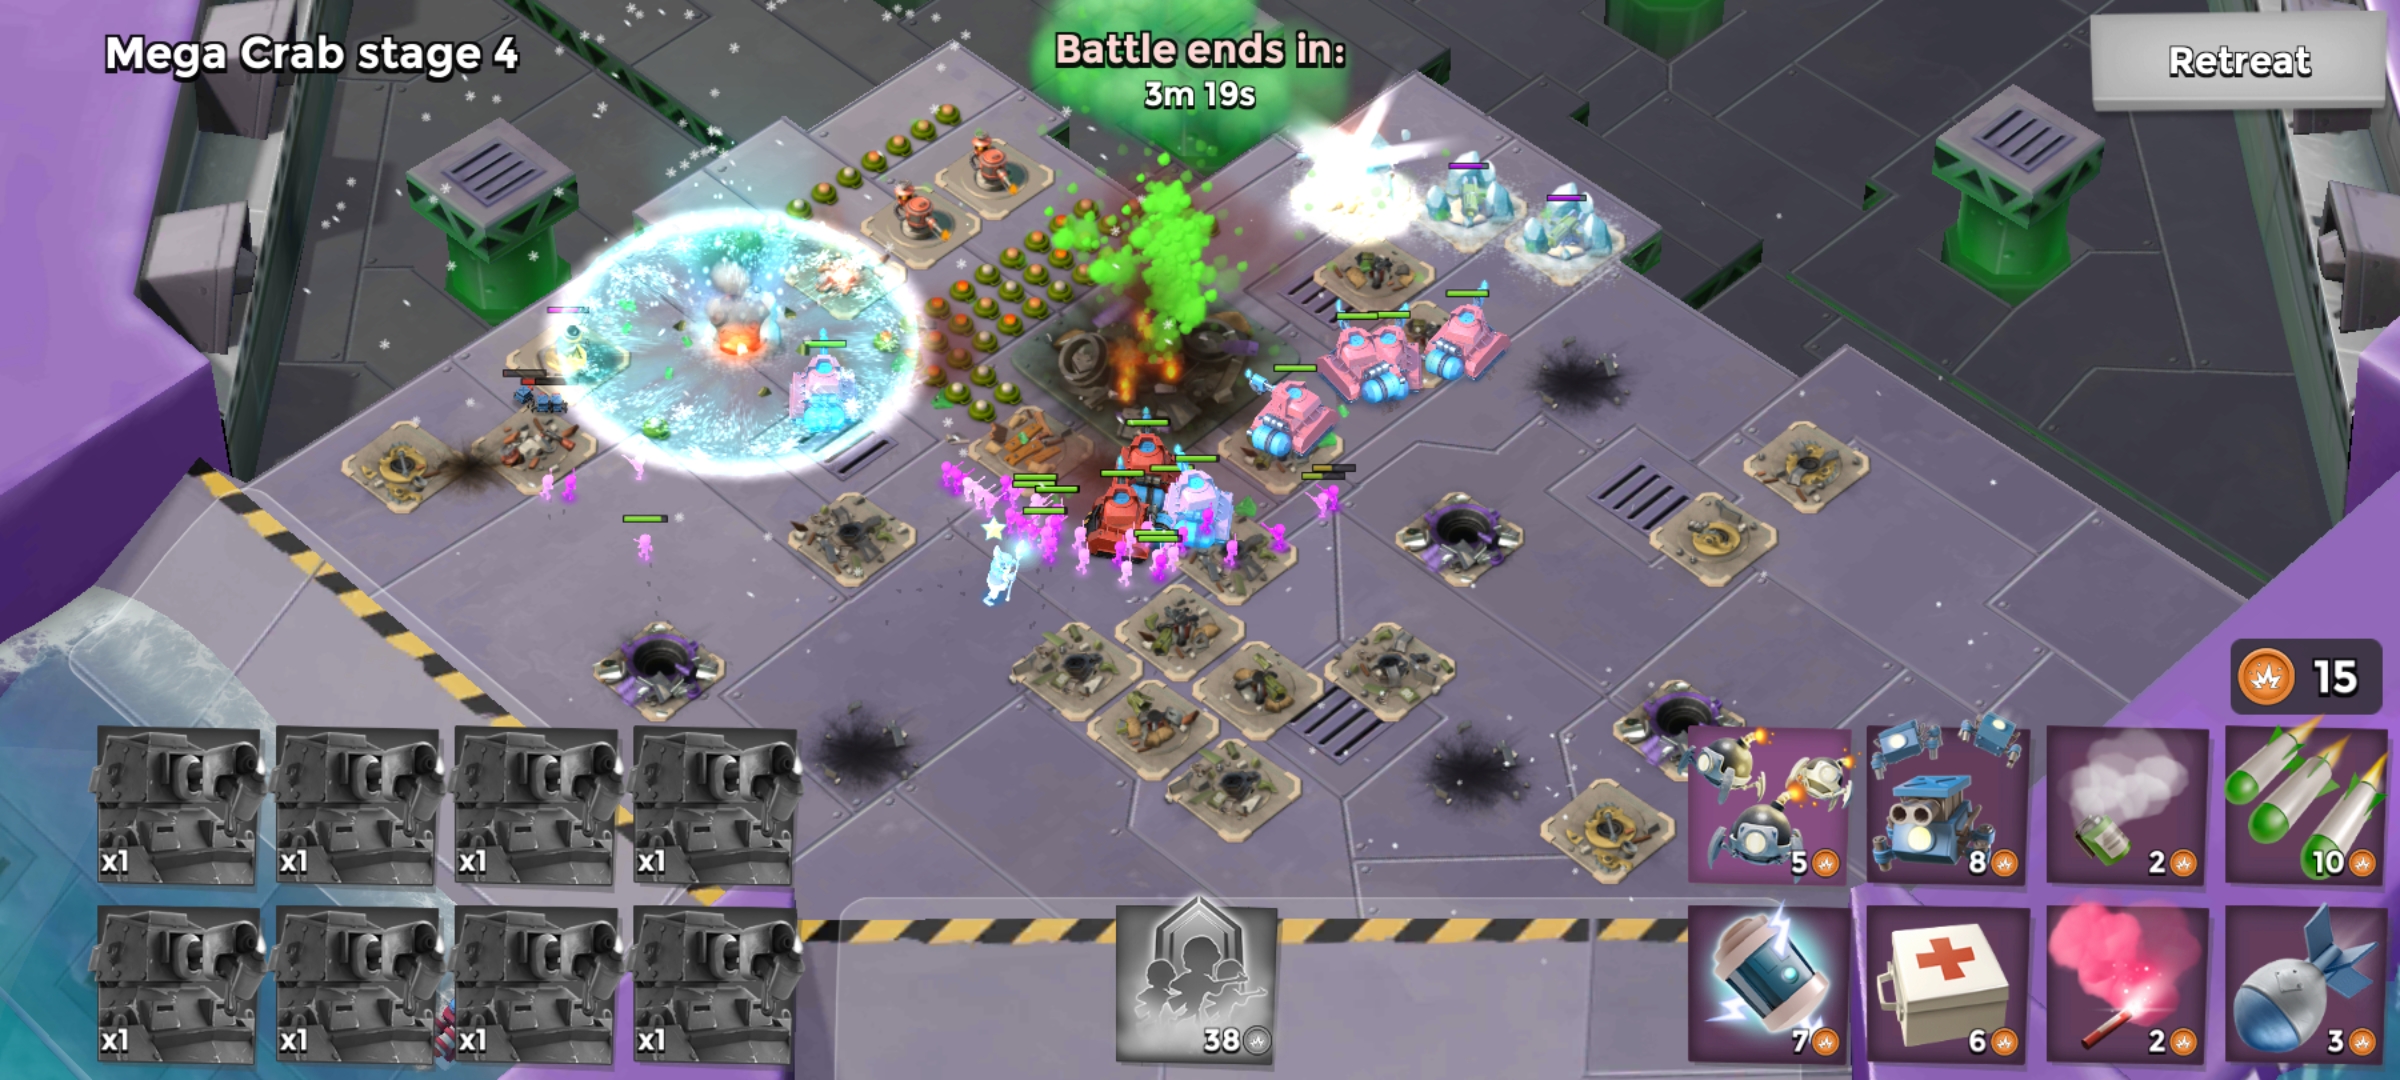 Mega Crab stage 4
Battle ends in:
3m 19s
Retreat
15
x1
x1
x1
x1
5
8
2
10
x1
x1
x1
x1
38
7
6
2
3